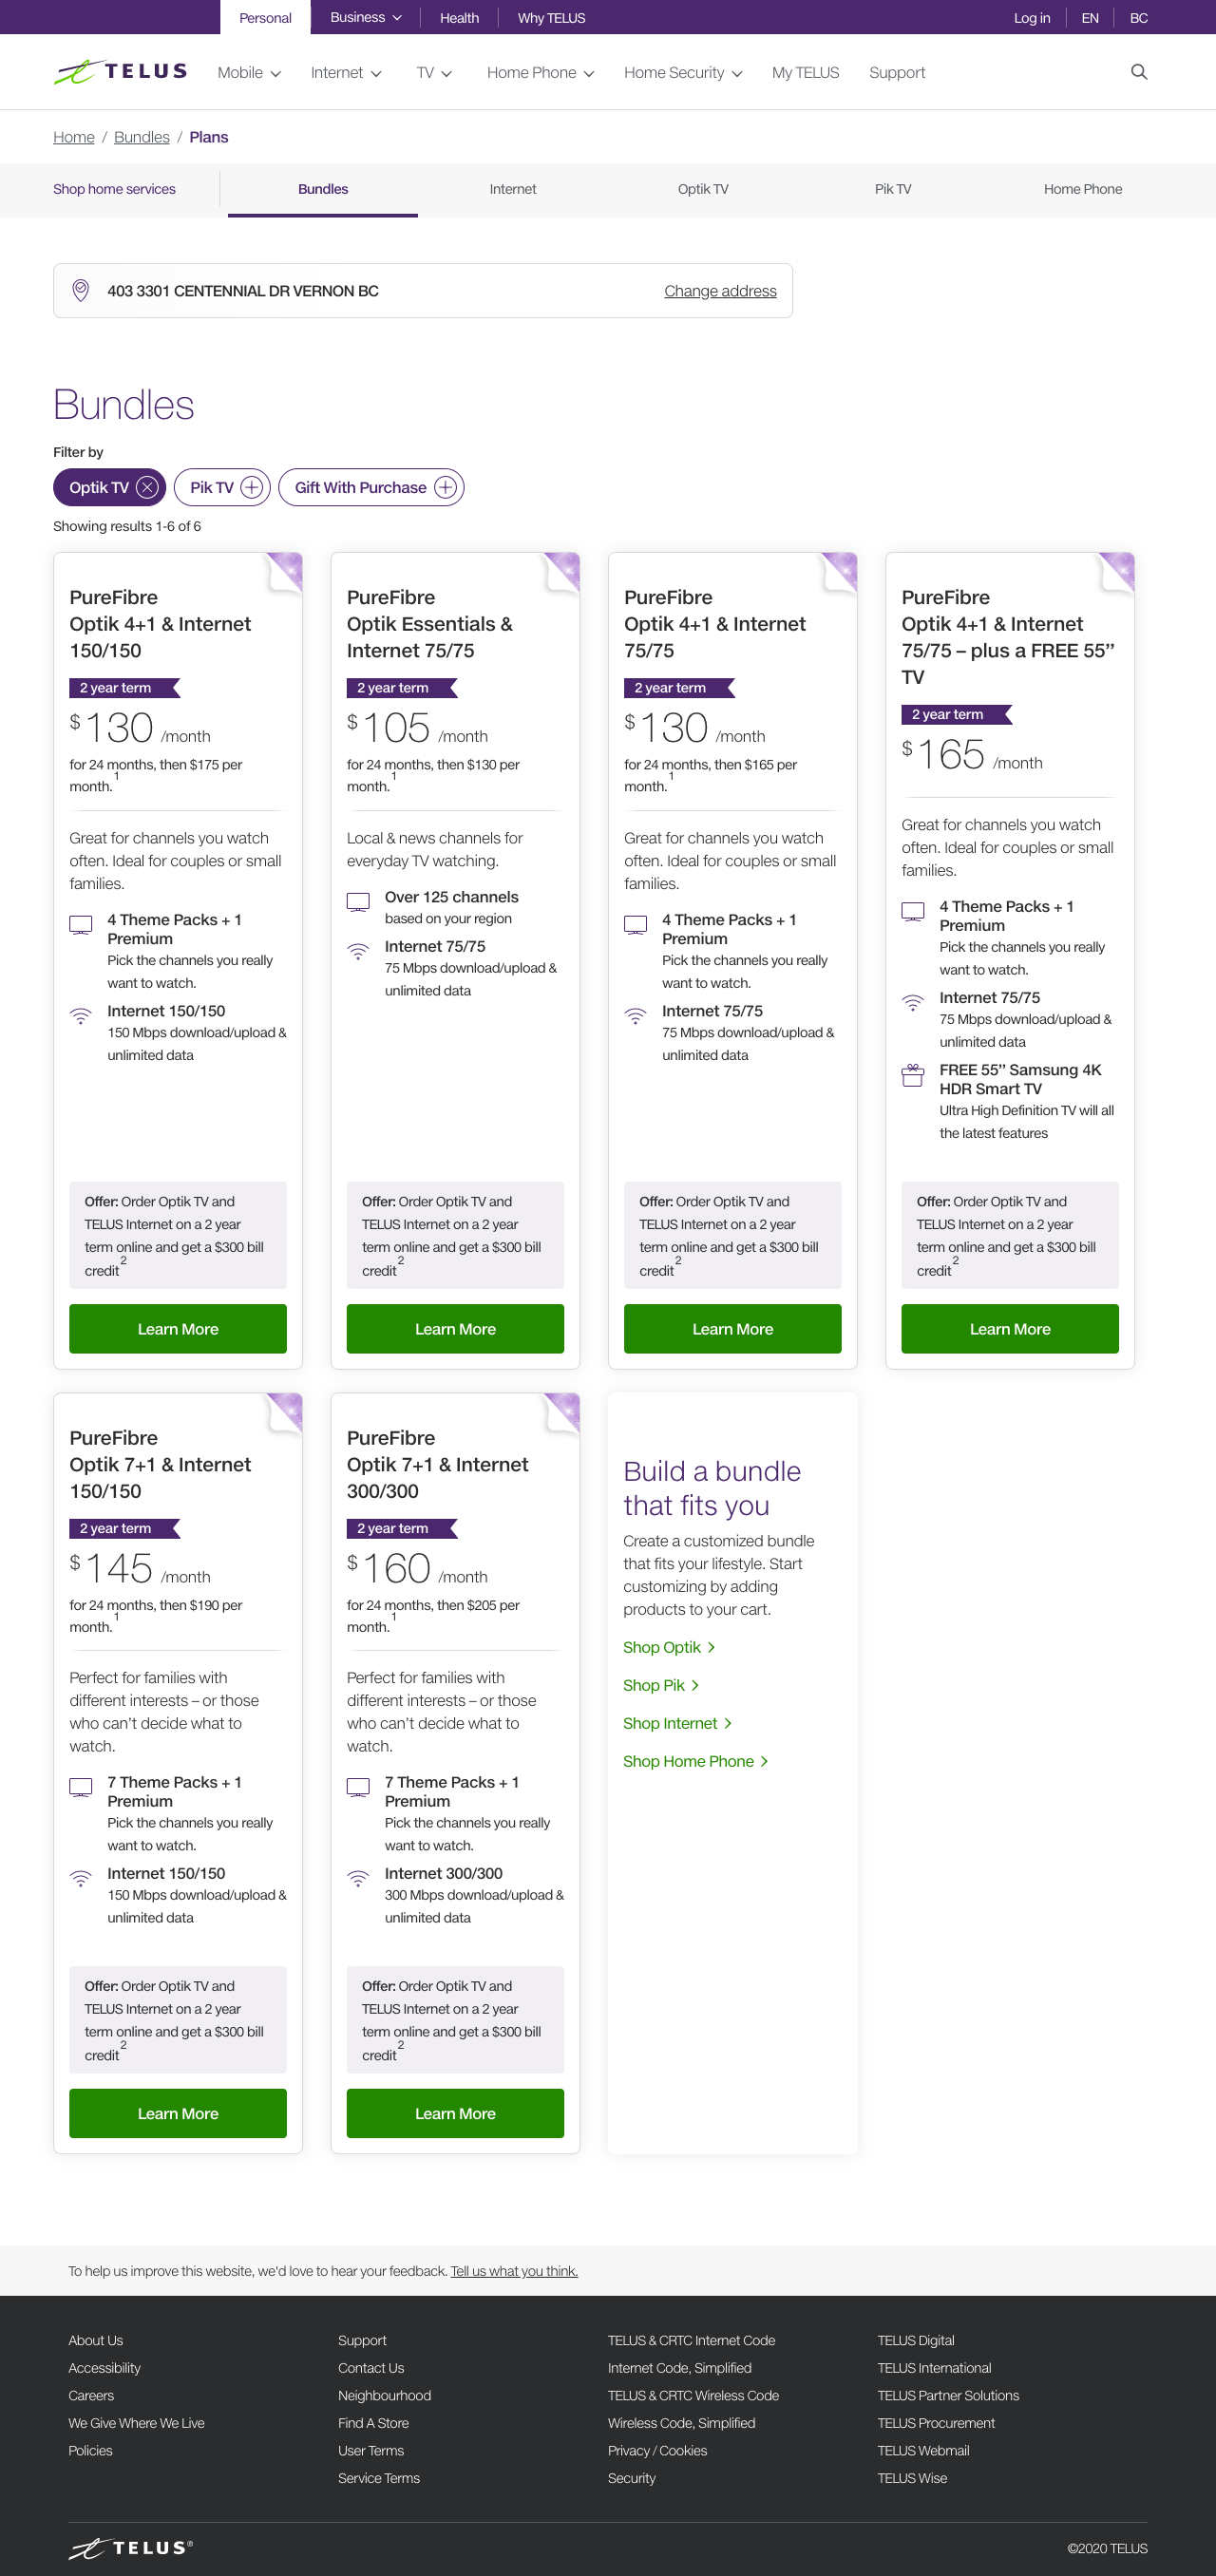 Personal Business Health Why TELUS Log in EN BC
TELUS Mobile Internet TV Home Phone Home Security My TELUS Support
Home / Bundles / Plans
Shop home services Bundles Internet Optik TV Pik TV Home Phone
403 3301 CENTENNIAL DR VERNON BC Change address
Bundles
Filter by
Optik TV Pik TV Gift With Purchase
Showing results 1-6 of 6
PureFibre
Optik 4+1 & Internet
150/150
2 year term
$130 /month
for 24 months, then $175 per
month.1
Great for channels you watch
often. Ideal for couples or small
families.
4 Theme Packs + 1
Premium
Pick the channels you really
want to watch.
Internet 150/150
150 Mbps download/upload &
unlimited data
Offer: Order Optik TV and
TELUS Internet on a 2 year
term online and get a $300 bill
credit2
Learn More
PureFibre
Optik Essentials &
Internet 75/75
2 year term
$105 /month
for 24 months, then $130 per
month.1
Local & news channels for
everyday TV watching.
Over 125 channels
based on your region
Internet 75/75
75 Mbps download/upload &
unlimited data
Offer: Order Optik TV and
TELUS Internet on a 2 year
term online and get a $300 bill
credit2
Learn More
PureFibre
Optik 4+1 & Internet
75/75
2 year term
$130 /month
for 24 months, then $165 per
month.1
Great for channels you watch
often. Ideal for couples or small
families.
4 Theme Packs + 1
Premium
Pick the channels you really
want to watch.
Internet 75/75
75 Mbps download/upload &
unlimited data
Offer: Order Optik TV and
TELUS Internet on a 2 year
term online and get a $300 bill
credit2
Learn More
PureFibre
Optik 4+1 & Internet
75/75 – plus a FREE 55’’
TV
2 year term
$165 /month
Great for channels you watch
often. Ideal for couples or small
families.
4 Theme Packs + 1
Premium
Pick the channels you really
want to watch.
Internet 75/75
75 Mbps download/upload &
unlimited data
FREE 55’’ Samsung 4K
HDR Smart TV
Ultra High Definition TV will all
the latest features
Offer: Order Optik TV and
TELUS Internet on a 2 year
term online and get a $300 bill
credit2
Learn More
PureFibre
Optik 7+1 & Internet
150/150
2 year term
$145 /month
for 24 months, then $190 per
month.1
Perfect for families with
different interests – or those
who can't decide what to
watch.
7 Theme Packs + 1
Premium
Pick the channels you really
want to watch.
Internet 150/150
150 Mbps download/upload &
unlimited data
Offer: Order Optik TV and
TELUS Internet on a 2 year
term online and get a $300 bill
credit2
Learn More
PureFibre
Optik 7+1 & Internet
300/300
2 year term
$160 /month
for 24 months, then $205 per
month.1
Perfect for families with
different interests – or those
who can't decide what to
watch.
7 Theme Packs + 1
Premium
Pick the channels you really
want to watch.
Internet 300/300
300 Mbps download/upload &
unlimited data
Offer: Order Optik TV and
TELUS Internet on a 2 year
term online and get a $300 bill
credit2
Learn More
Build a bundle
that fits you
Create a customized bundle
that fits your lifestyle. Start
customizing by adding
products to your cart.
Shop Optik
Shop Pik
Shop Internet
Shop Home Phone
To help us improve this website, we'd love to hear your feedback. Tell us what you think.
About Us
Accessibility
Careers
We Give Where We Live
Policies
Support
Contact Us
Neighbourhood
Find A Store
User Terms
Service Terms
TELUS & CRTC Internet Code
Internet Code, Simplified
TELUS & CRTC Wireless Code
Wireless Code, Simplified
Privacy / Cookies
Security
TELUS Digital
TELUS International
TELUS Partner Solutions
TELUS Procurement
TELUS Webmail
TELUS Wise
TELUS® ©2020 TELUS